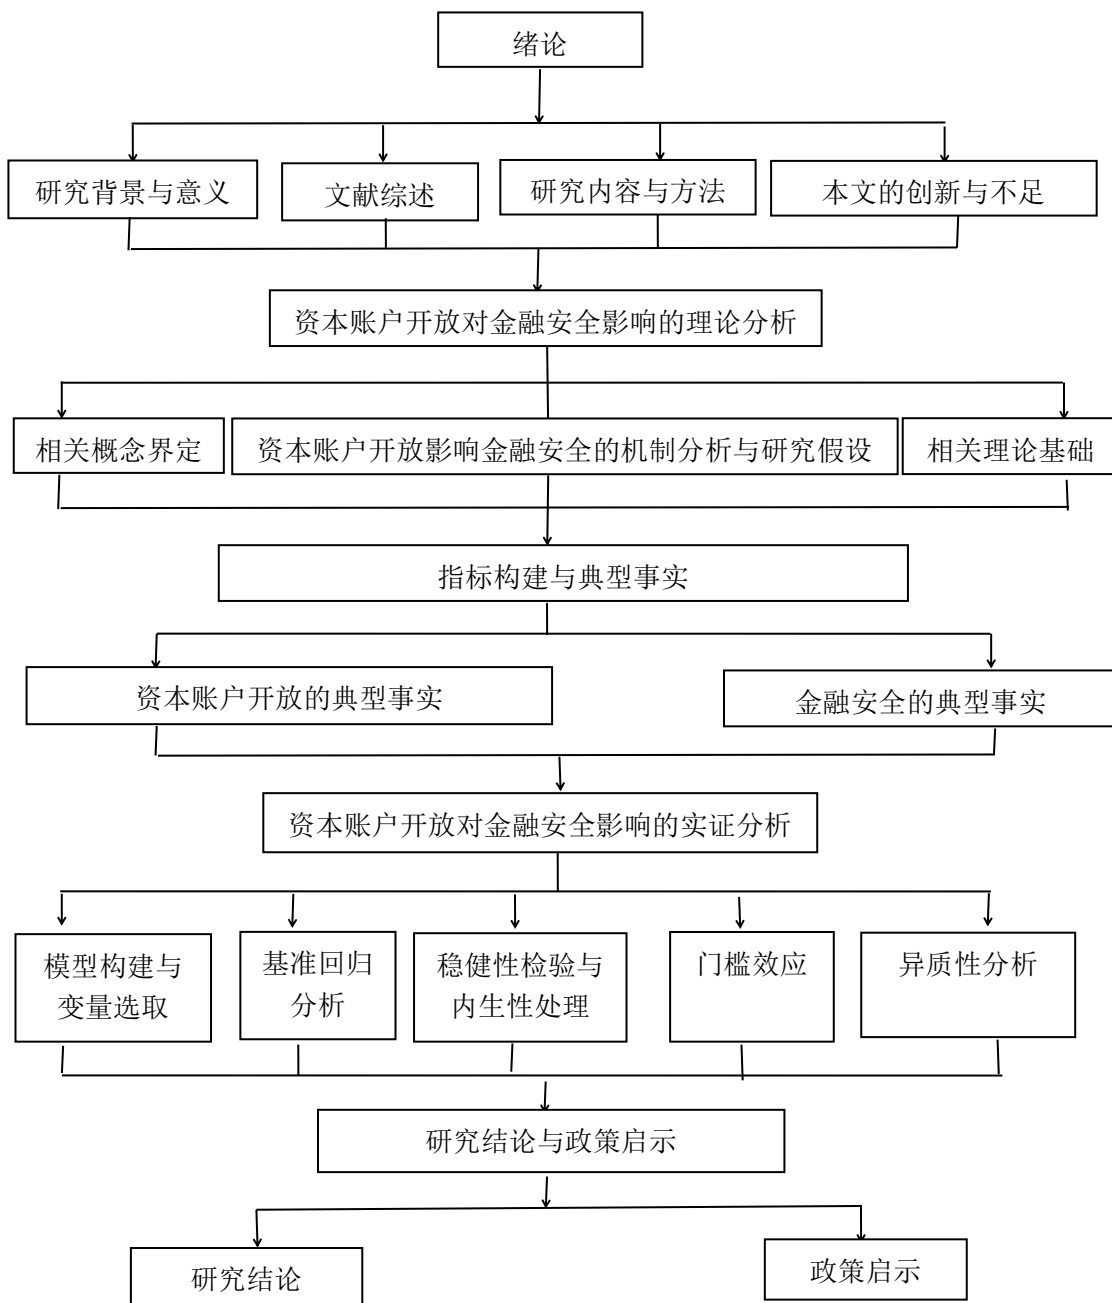 绪论
研究背景与意义
文献综述
研究内容与方法
本文的创新与不足
资本账户开放对金融安全影响的理论分析
相关概念界定
资本账户开放影响金融安全的机制分析与研究假设
相关理论基础
指标构建与典型事实
资本账户开放的典型事实
金融安全的典型事实
资本账户开放对金融安全影响的实证分析
模型构建与
变量选取
基准回归
分析
稳健性检验与
内生性处理
门槛效应
异质性分析
研究结论与政策启示
研究结论
政策启示